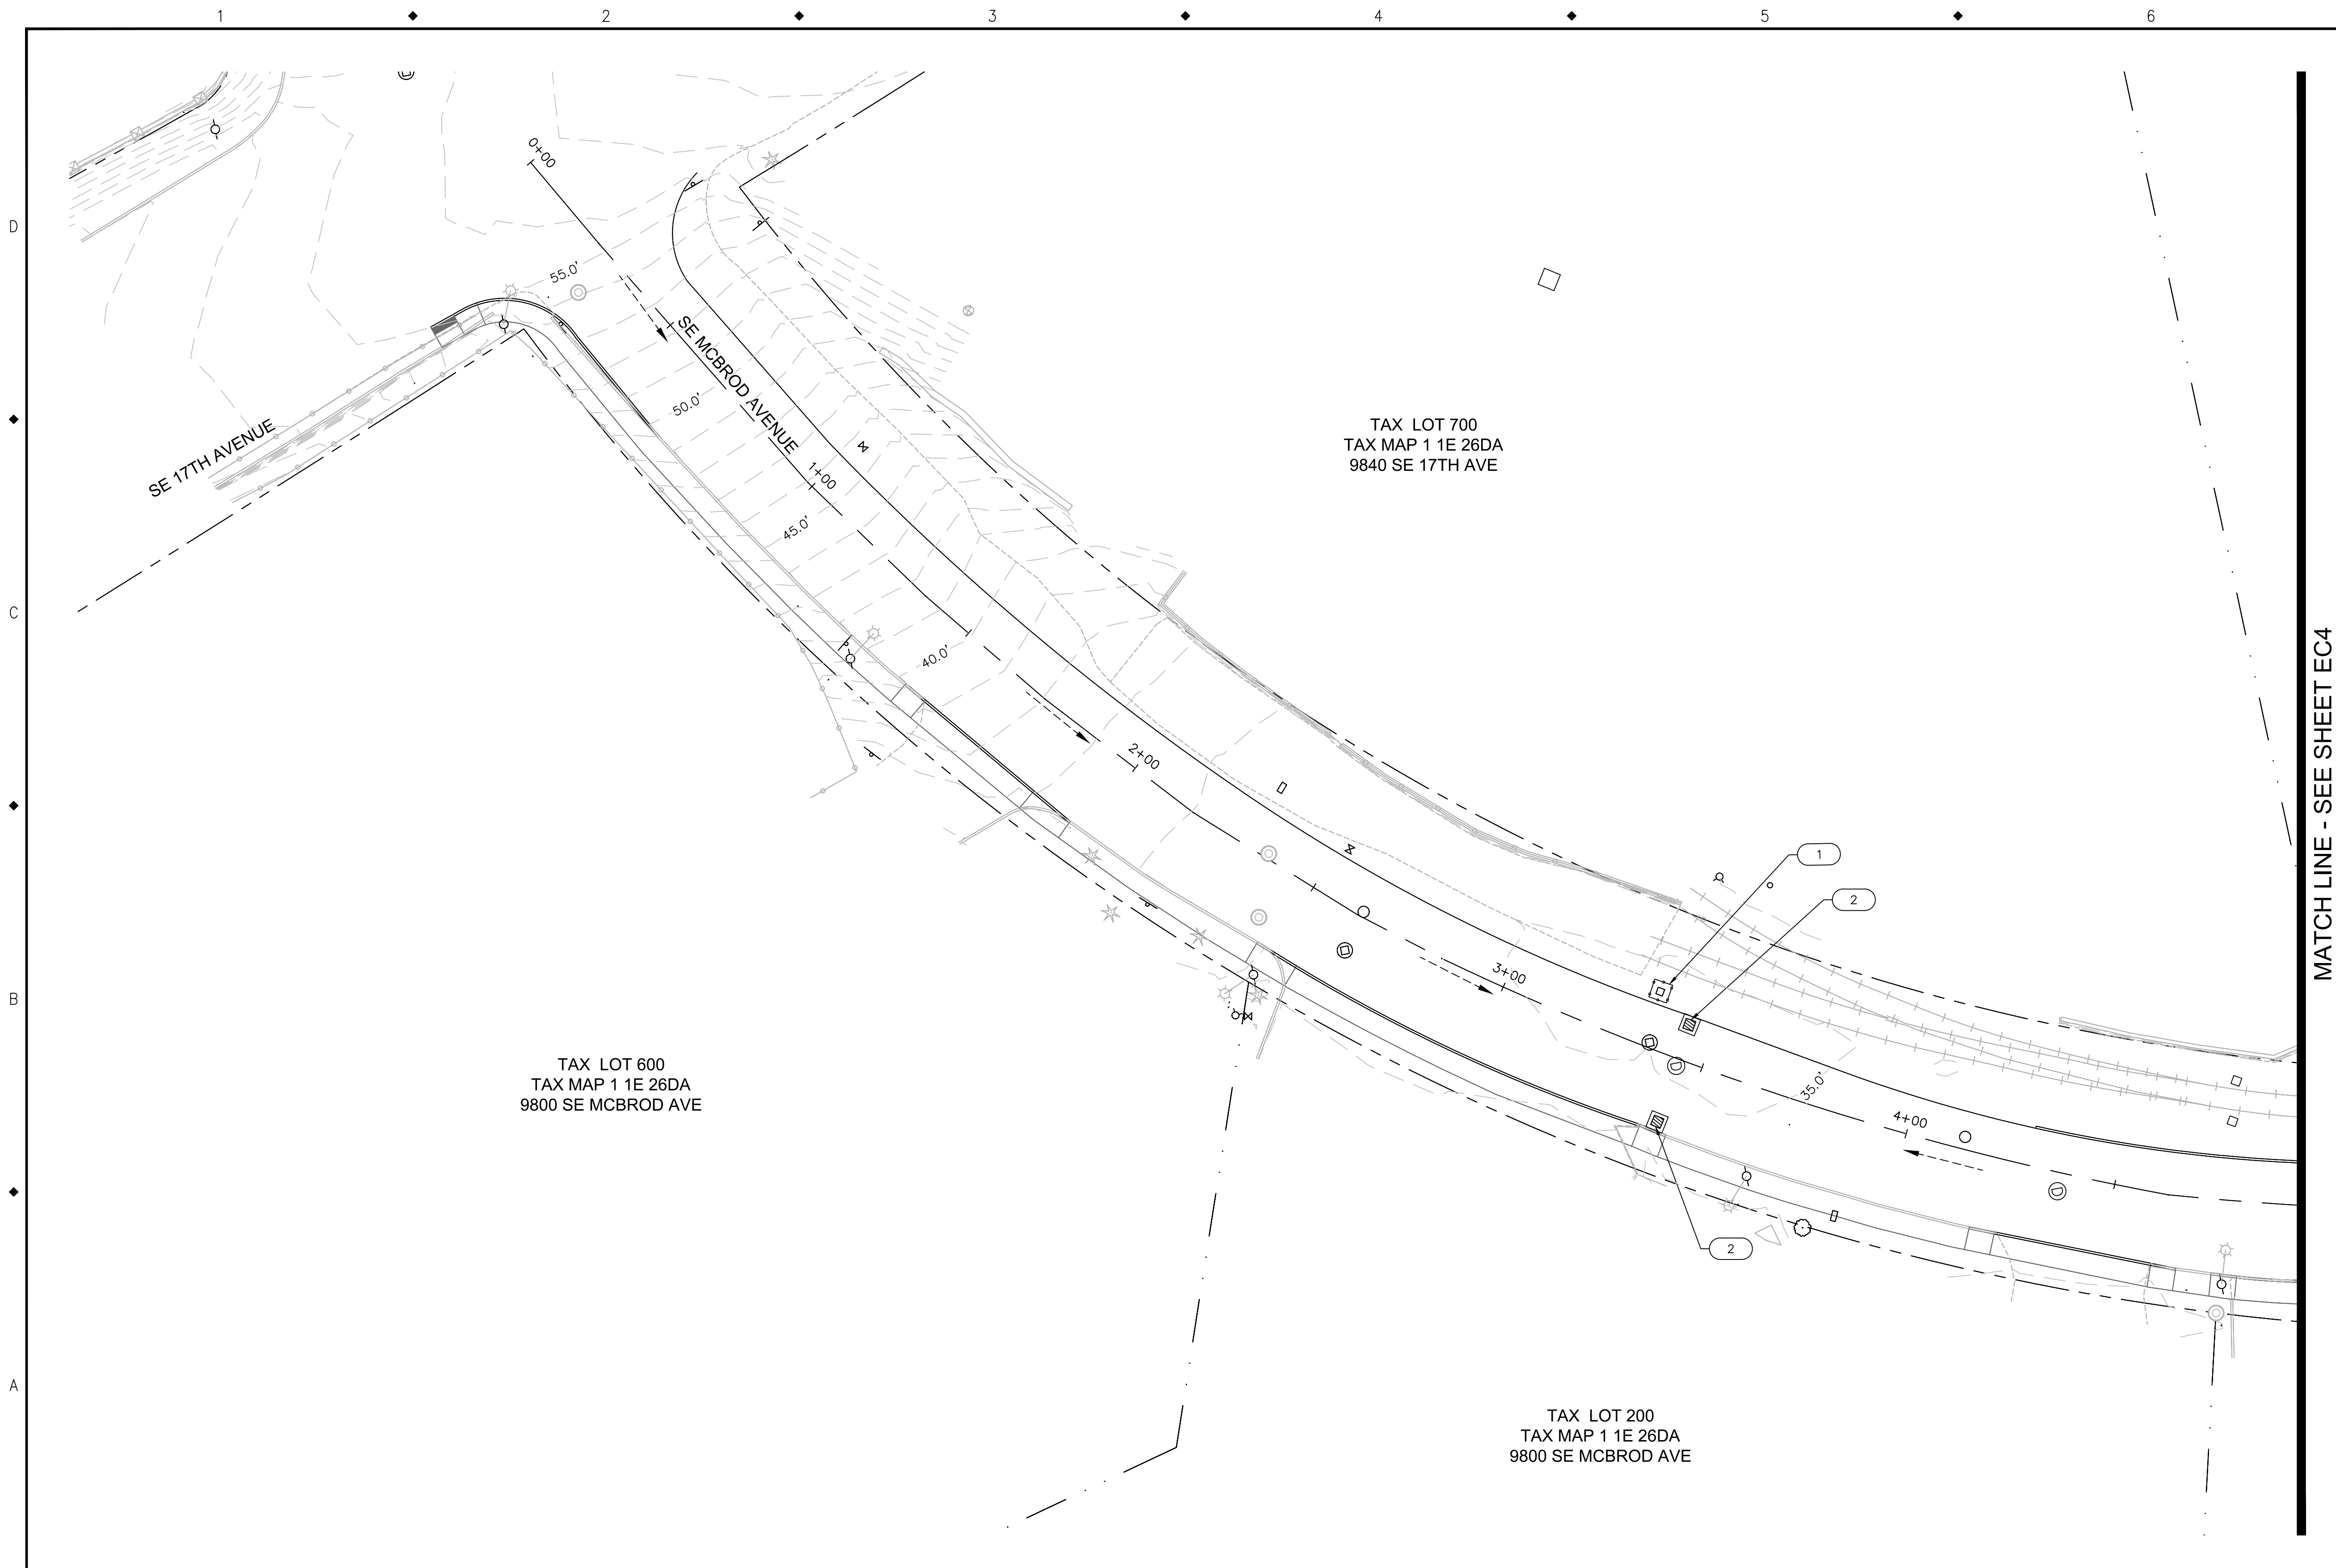 1
2
3
4
5
6
D
C
B
A
0+00
55.0'
SE MCBROD AVENUE
50.0'
SE 17TH AVENUE
1+00
45.0'
40.0'
2+00
TAX LOT 700
TAX MAP 1 1E 26DA
9840 SE 17TH AVE
1
2
3+00
35.0'
4+00
2
TAX LOT 600
TAX MAP 1 1E 26DA
9800 SE MCBROD AVE
TAX LOT 200
TAX MAP 1 1E 26DA
9800 SE MCBROD AVE
MATCH LINE - SEE SHEET EC4